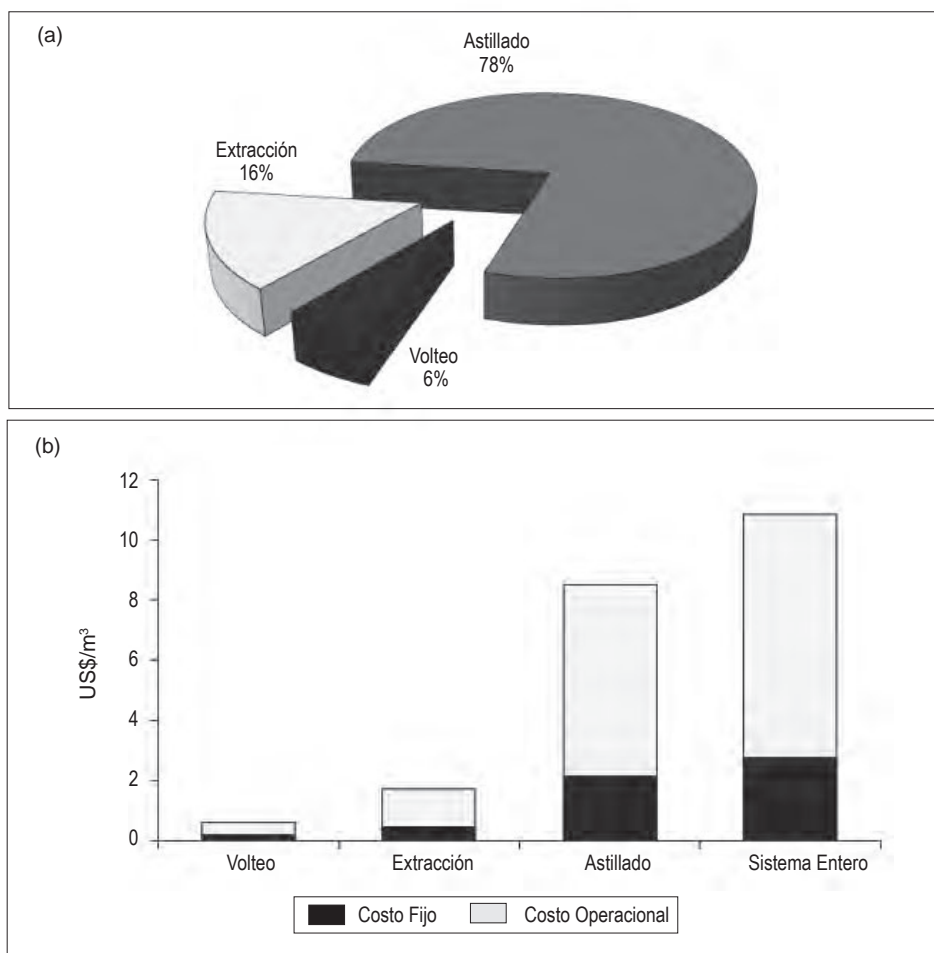 (a)
Astillado
78%
Extracción
16%
Volteo
6%
(b)
12
10
8
6
4
2
0
US$/m³
Volteo
Extracción
Astillado
Sistema Entero
Costo Fijo
Costo Operacional